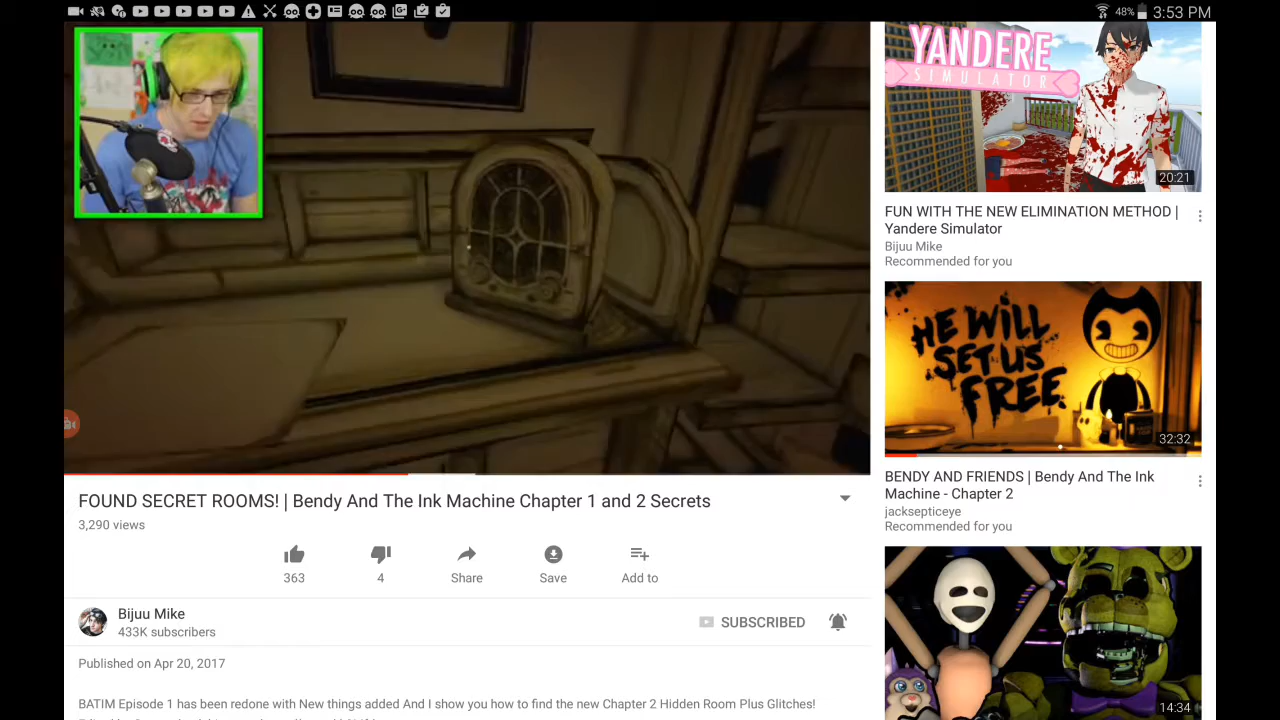 48% 3:53 PM
YANDERE
SIMULATOR
20:21
FUN WITH THE NEW ELIMINATION METHOD |
Yandere Simulator
Bijuu Mike
Recommended for you
HE WILL
SET US
FREE
32:32
BENDY AND FRIENDS | Bendy And The Ink
Machine - Chapter 2
jacksepticeye
Recommended for you
14:34
FOUND SECRET ROOMS! | Bendy And The Ink Machine Chapter 1 and 2 Secrets
3,290 views
363
4
Share
Save
Add to
Bijuu Mike
433K subscribers
SUBSCRIBED
Published on Apr 20, 2017
BATIM Episode 1 has been redone with New things added And I show you how to find the new Chapter 2 Hidden Room Plus Glitches!